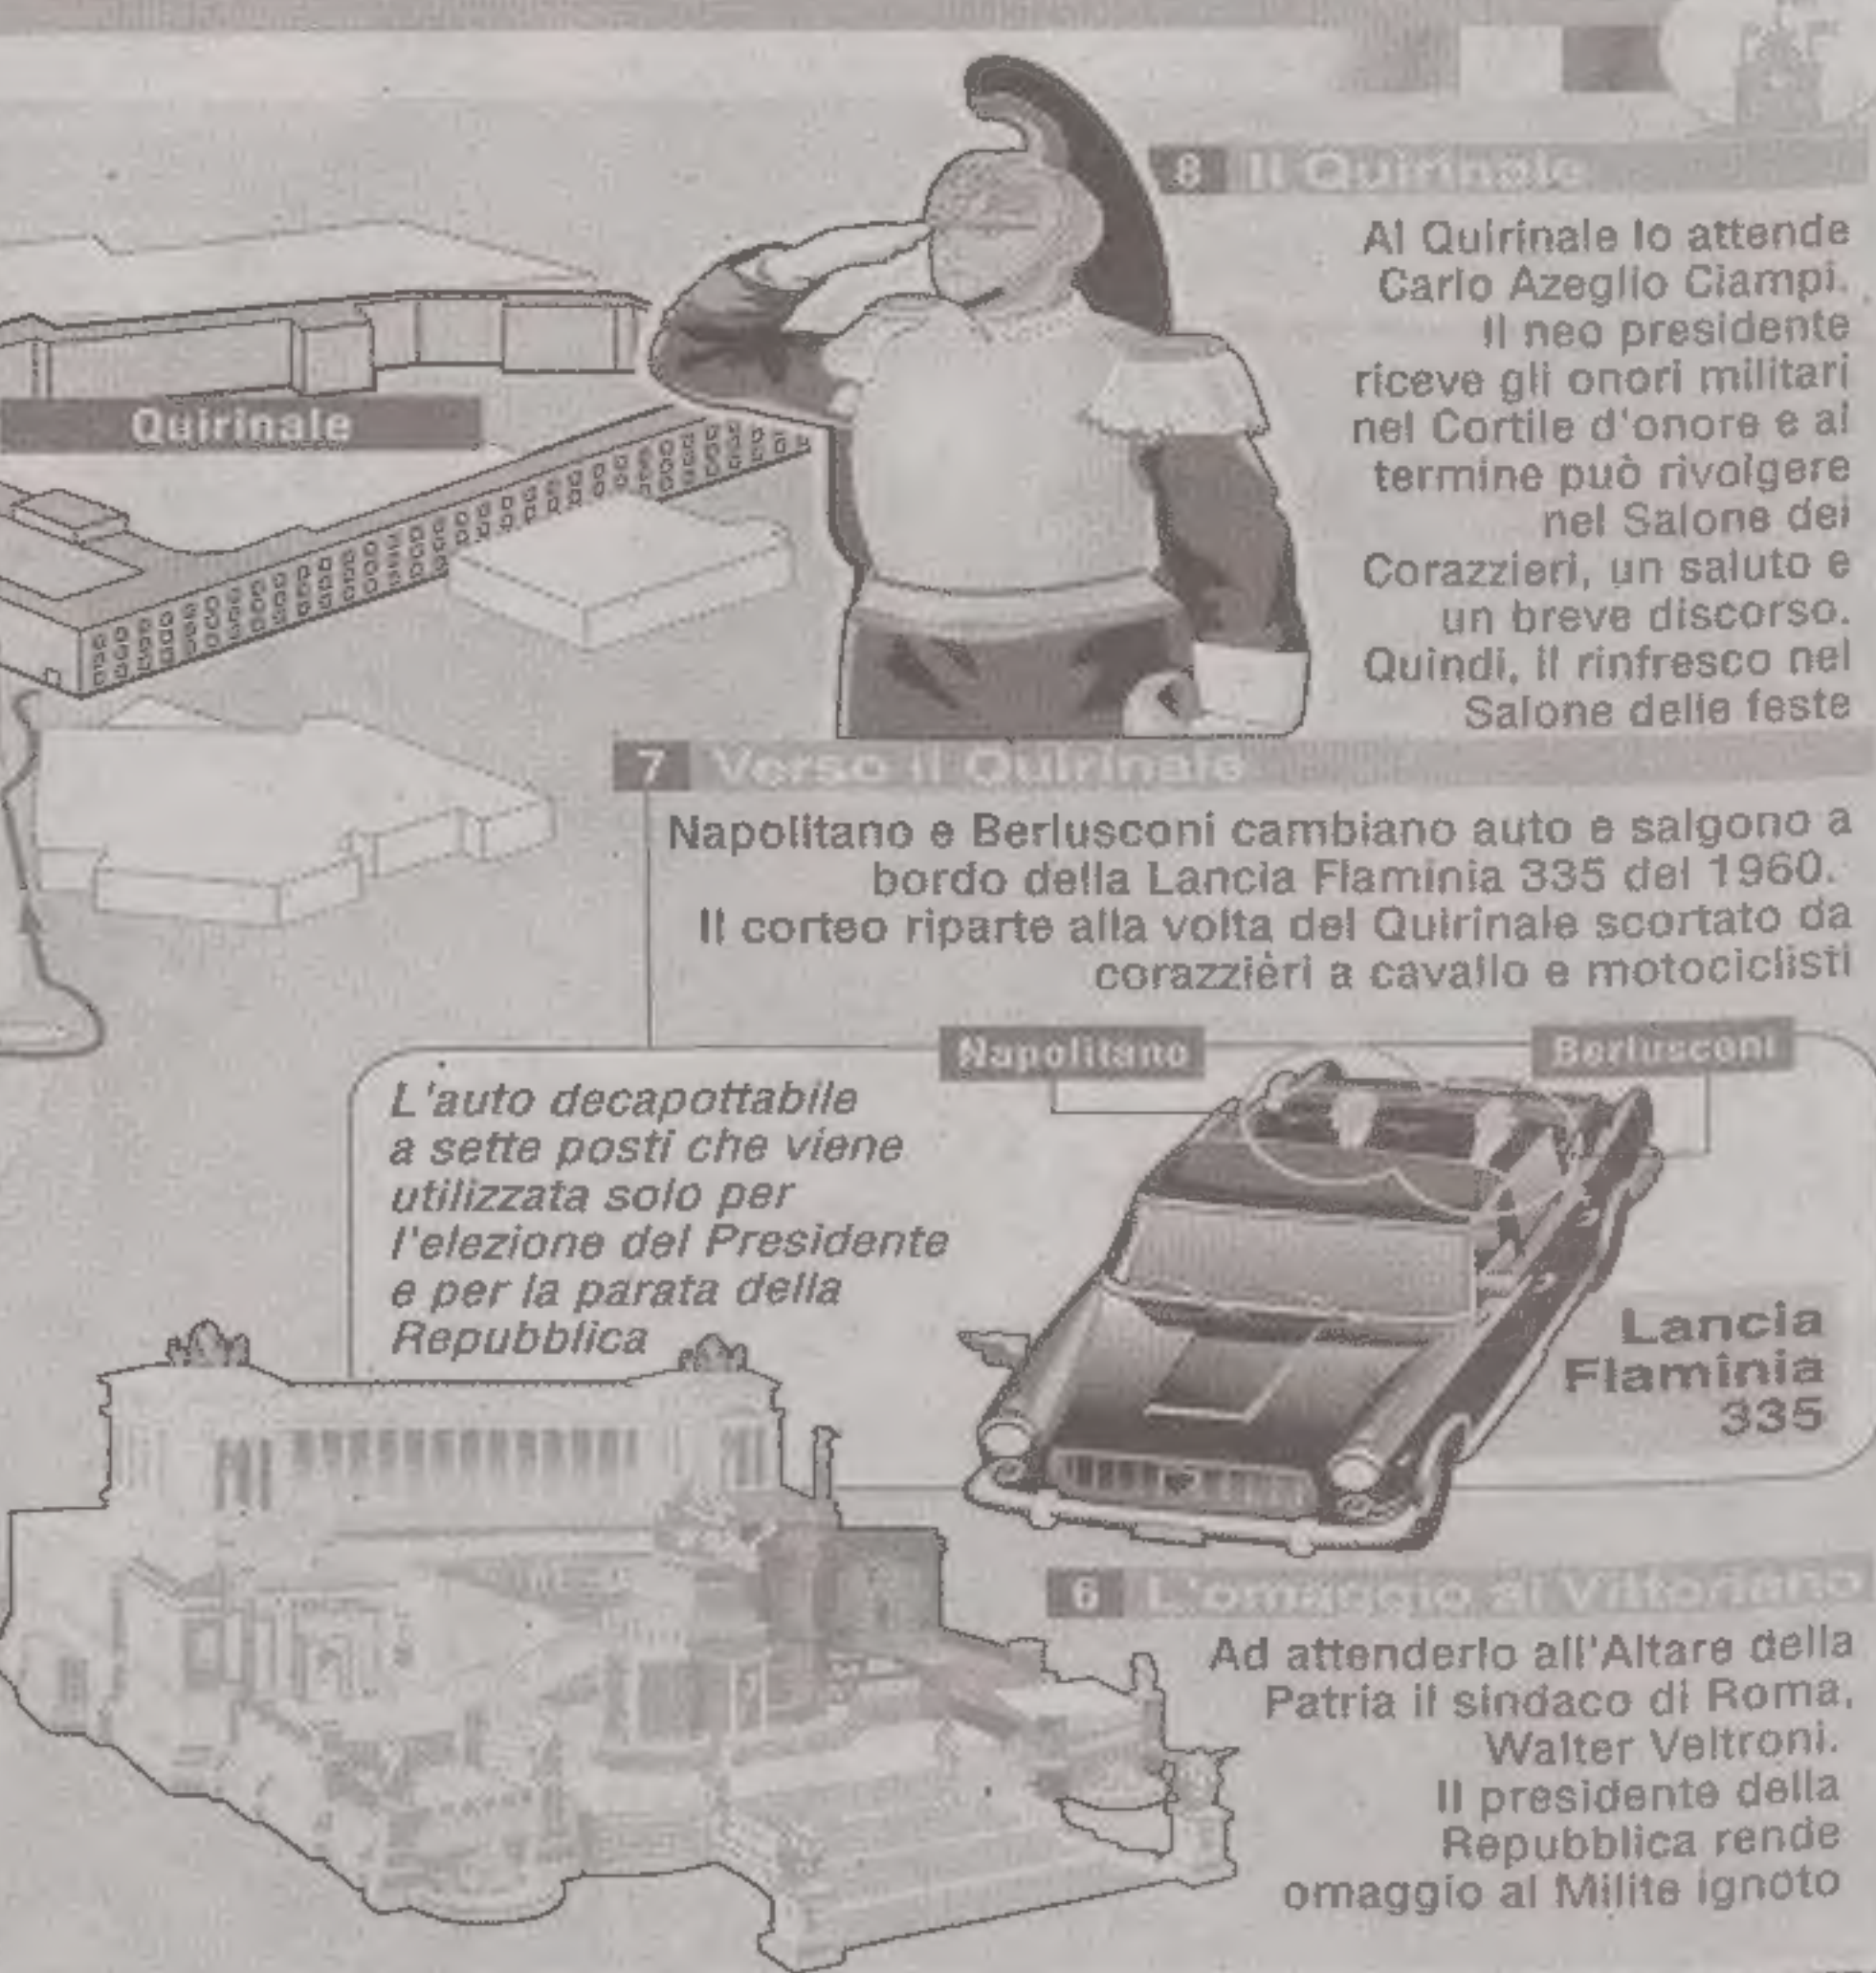 8 Il Quirinale
Al Quirinale lo attende
Carlo Azeglio Ciampi.
Il neo presidente
riceve gli onori militari
nel Cortile d'onore e al
termine può rivolgere
nel Salone dei
Corazzieri, un saluto e
un breve discorso.
Quindi, il rinfresco nel
Salone delle feste
Quirinale
7 Verso il Quirinale
Napolitano e Berlusconi cambiano auto e salgono a
bordo della Lancia Flaminia 335 del 1960.
Il corteo riparte alla volta del Quirinale scortato da
corazzieri a cavallo e motociclisti
Napolitano
Berlusconi
L'auto decapottabile
a sette posti che viene
utilizzata solo per
l'elezione del Presidente
e per la parata della
Repubblica
Lancia
Flaminia
335
6 L'omaggio al Vittoriano
Ad attenderlo all'Altare della
Patria il sindaco di Roma,
Walter Veltroni.
Il presidente della
Repubblica rende
omaggio al Milite ignoto